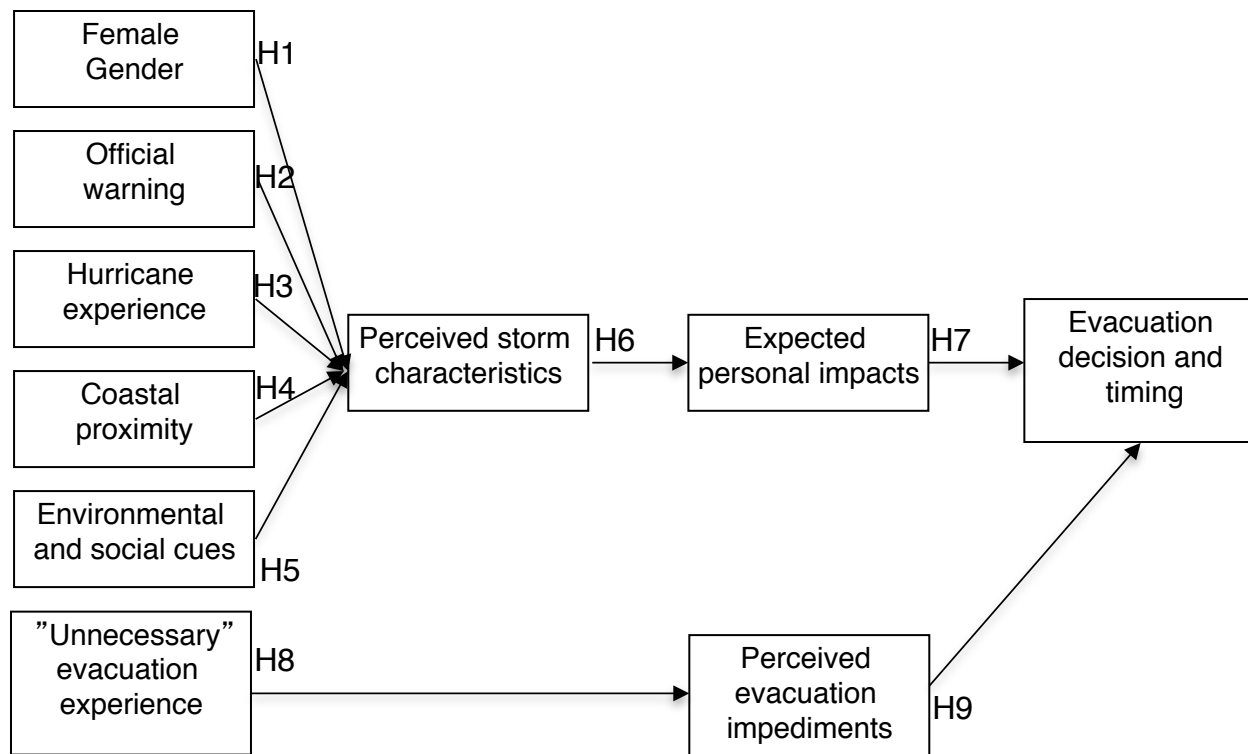 Female
Gender
H1
Official
warning
H2
Hurricane
experience
H3
Coastal
proximity
H4
Environmental
and social cues
H5
"Unnecessary"
evacuation
experience
H8
Perceived storm
characteristics
H6
Expected
personal impacts
H7
Evacuation
decision and
timing
Perceived
evacuation
impediments
H9